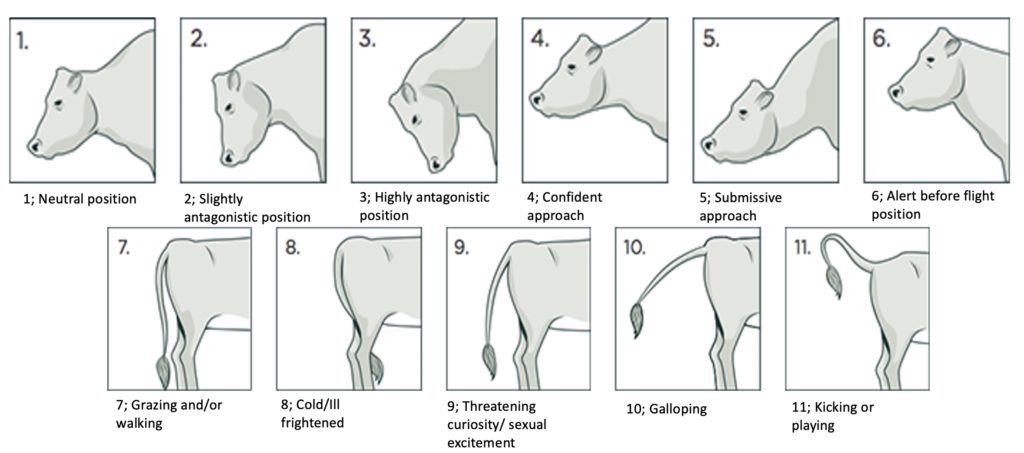 1.
2.
3.
4.
5.
6.
1; Neutral position
2; Slightly
antagonistic position
3; Highly antagonistic
position
4; Confident
approach
5; Submissive
approach
6; Alert before flight
position
7.
8.
9.
10.
11.
7; Grazing and/or
walking
8; Cold/Ill
frightened
9; Threatening
curiosity/ sexual
excitement
10; Galloping
11; Kicking or
playing